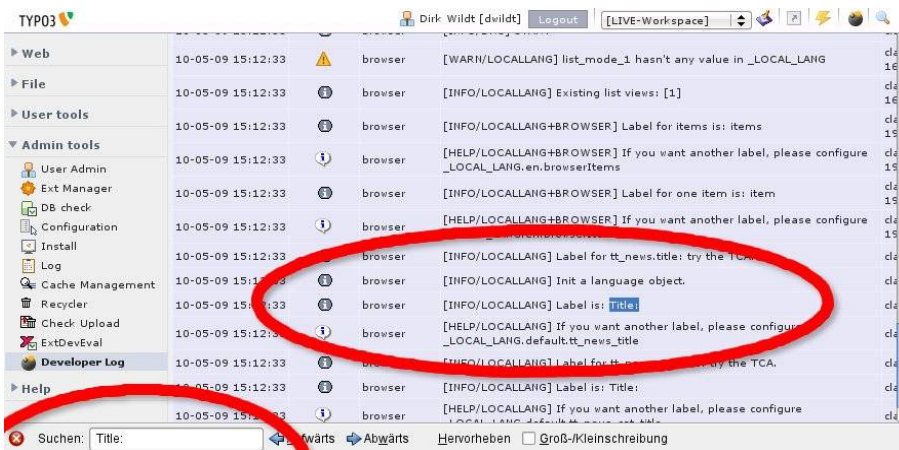 TYPO3
Dirk Wildt [dwildt] Logout [LIVE-Workspace]
Web
File
User tools
Admin tools
User Admin
Ext Manager
DB check
Configuration
Install
Log
Cache Management
Recycler
Check Upload
ExtDevEval
Developer Log
Help
10-05-09 15:12:33 browser [WARN/LOCALLANG] list_mode_1 hasn't any value in _LOCAL_LANG
10-05-09 15:12:33 browser [INFO/LOCALLANG] Existing list views: [1]
10-05-09 15:12:33 browser [INFO/LOCALLANG+BROWSER] Label for items is: items
10-05-09 15:12:33 browser [HELP/LOCALLANG+BROWSER] If you want another label, please configure
_LOCAL_LANG.en.browserItems
10-05-09 15:12:33 browser [INFO/LOCALLANG+BROWSER] Label for one item is: item
10-05-09 15:12:33 browser [HELP/LOCALLANG+BROWSER] If you want another label, please configure
10-05-09 15:12:33 browser [INFO/LOCALLANG] Label for tt_news.title: try the TCA.
browser [INFO/LOCALLANG] Init a language object.
browser [INFO/LOCALLANG] Label is: Title:
browser [HELP/LOCALLANG] If you want another label, please configure
_LOCAL_LANG.default.tt_news_title
10-05-09 15:12:33 browser [INFO/LOCALLANG] Label for try the TCA.
10-05-09 15:12:33 browser [INFO/LOCALLANG] Label is: Title:
10-05-09 browser [HELP/LOCALLANG] If you want another label, please configure
Suchen: Title: Abwärts Hervorheben Groß-/Kleinschreibung